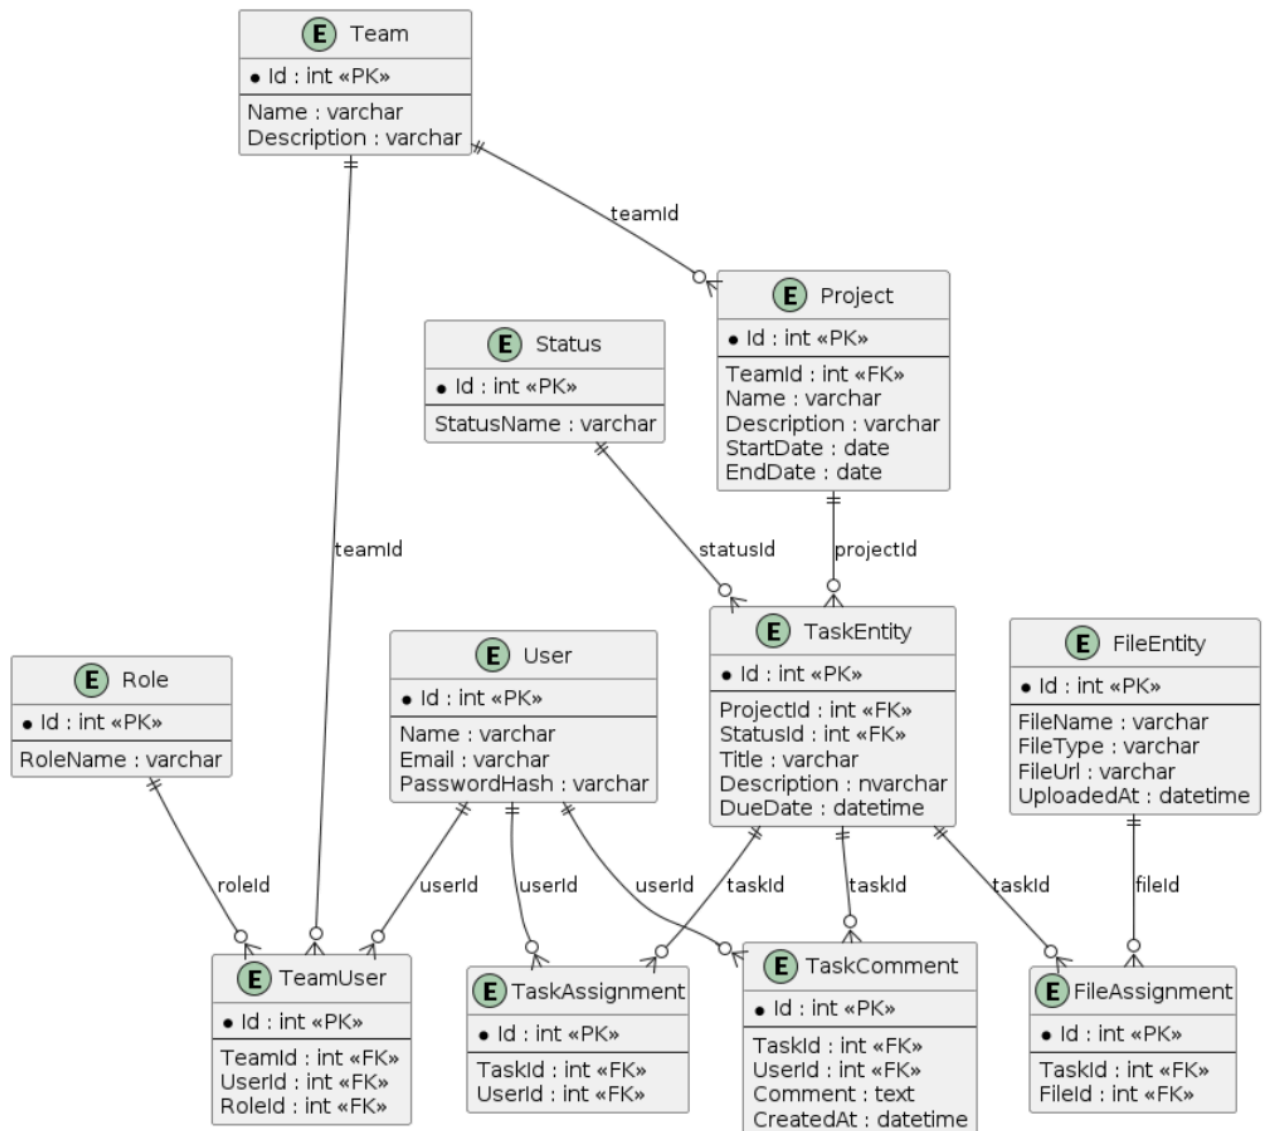 E Team
Id : int «PK»
Name : varchar
Description : varchar
teamId
E Project
Id : int «PK»
TeamId : int «FK»
Name : varchar
Description : varchar
StartDate : date
EndDate : date
E Status
Id : int «PK»
StatusName : varchar
teamId
statusId
projectId
E Role
Id : int «PK»
RoleName : varchar
E User
Id : int «PK»
Name : varchar
Email : varchar
PasswordHash : varchar
E TaskEntity
Id : int «PK»
ProjectId : int «FK»
StatusId : int «FK»
Title : varchar
Description : nvarchar
DueDate : datetime
E FileEntity
Id : int «PK»
FileName : varchar
FileType : varchar
FileUrl : varchar
UploadedAt : datetime
roleId
userId
userId
userId
taskId
taskId
taskId
fileId
E TeamUser
Id : int «PK»
TeamId : int «FK»
UserId : int «FK»
RoleId : int «FK»
E TaskAssignment
Id : int «PK»
TaskId : int «FK»
UserId : int «FK»
E TaskComment
Id : int «PK»
TaskId : int «FK»
UserId : int «FK»
Comment : text
CreatedAt : datetime
E FileAssignment
Id : int «PK»
TaskId : int «FK»
FileId : int «FK»